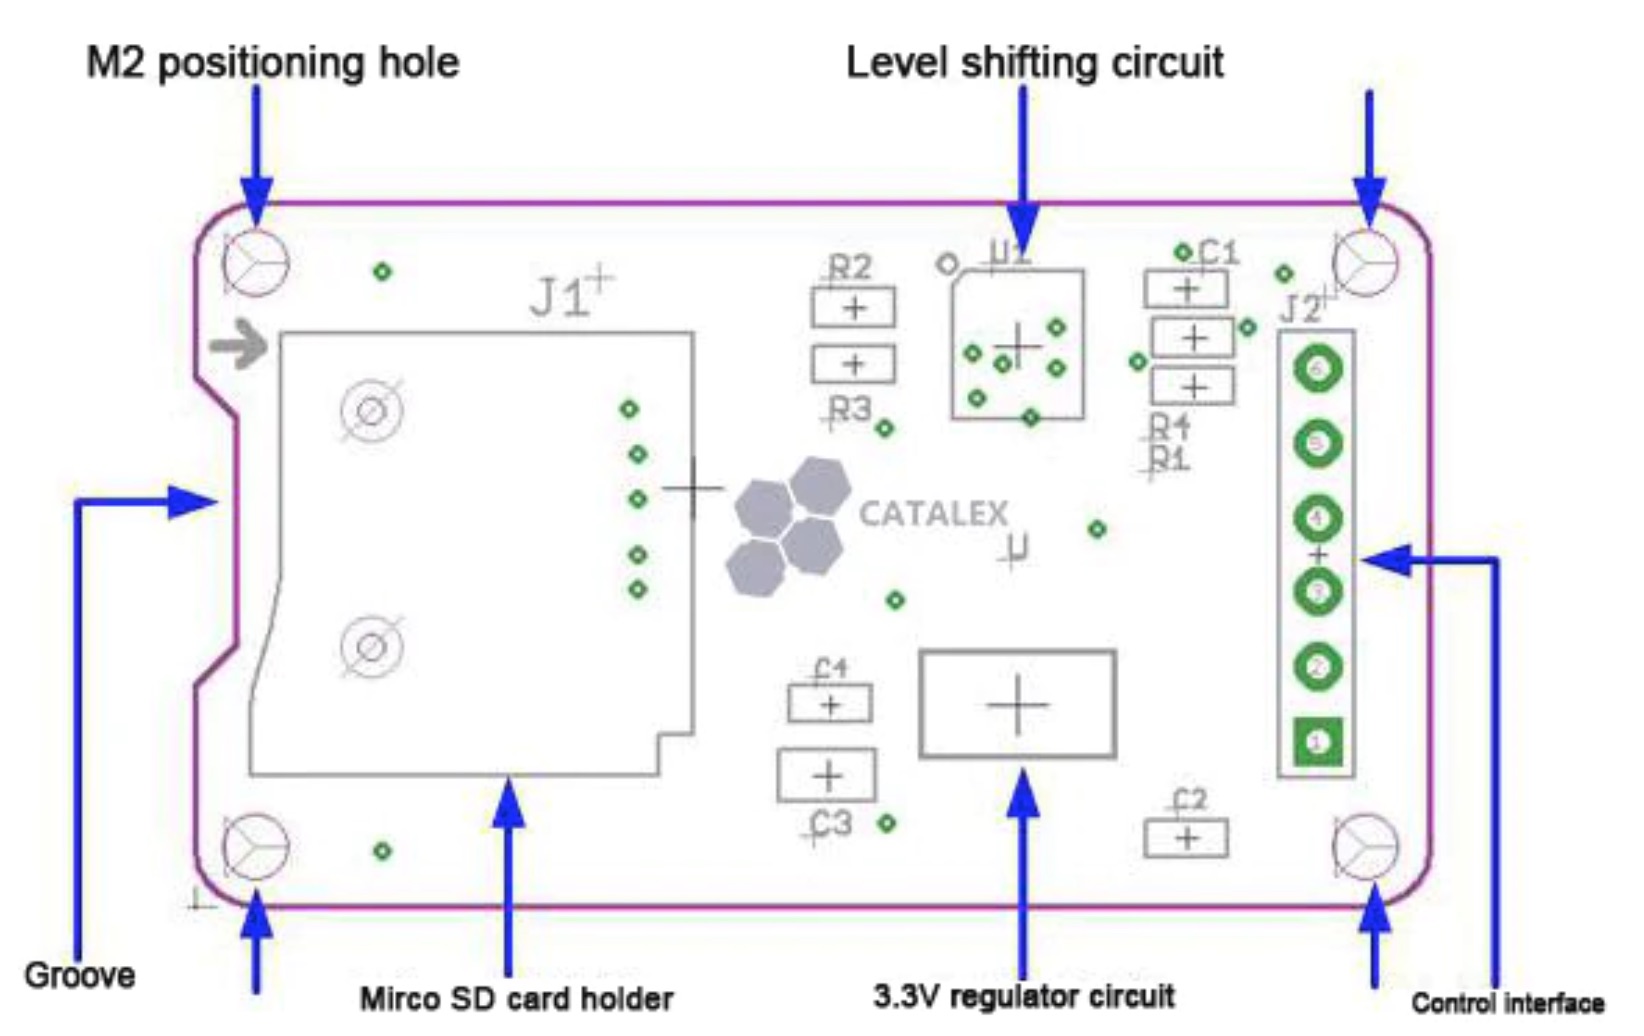 M2 positioning hole
Level shifting circuit
U1
C1
R2
J1
J2
6
R3
5
R4
R1
CATALEX
4
U
3
C4
2
1
C2
C3
Groove
Mirco SD card holder
3.3V regulator circuit
Control interface